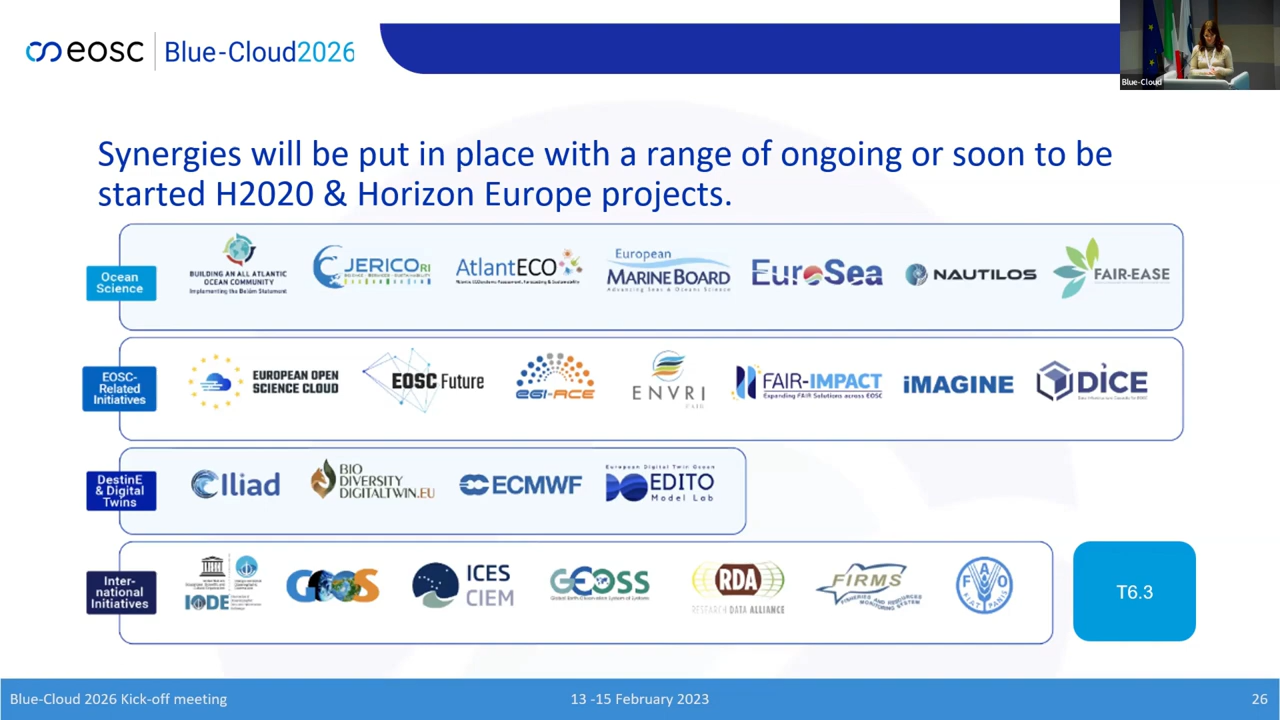 eosc Blue-Cloud2026
Blue-Cloud
Synergies will be put in place with a range of ongoing or soon to be
started H2020 & Horizon Europe projects.
Ocean
Science
BUILDING AN ALL ATLANTIC
OCEAN COMMUNITY
Implementing the Belém Statement
JERICO RI
AtlantECO
European
MARINE BOARD
Advancing Seas & Oceans Science
EuroSea
NAUTILOS
FAIR-EASE
EOSC-
Related
Initiatives
EUROPEAN OPEN
SCIENCE CLOUD
EOSC Future
EGI-ACE
ENVRI
FAIR
FAIR-IMPACT
Expanding FAIR Solutions across EOSC
iMAGINE
DICE
DestinE
& Digital
Twins
Iliad
BIO
DIVERSITY
DIGITALTWIN.EU
ECMWF
European Digital Twin Ocean
EDITO
Model Lab
Inter-
national
Initiatives
IODE
GOOS
ICES
CIEM
GEOSS
Global Earth Observation System of Systems
RDA
RESEARCH DATA ALLIANCE
FIRMS
FISHERIES AND RESOURCES
MONITORING SYSTEM
FAO
FIAT PANIS
T6.3
Blue-Cloud 2026 Kick-off meeting
13 -15 February 2023
26